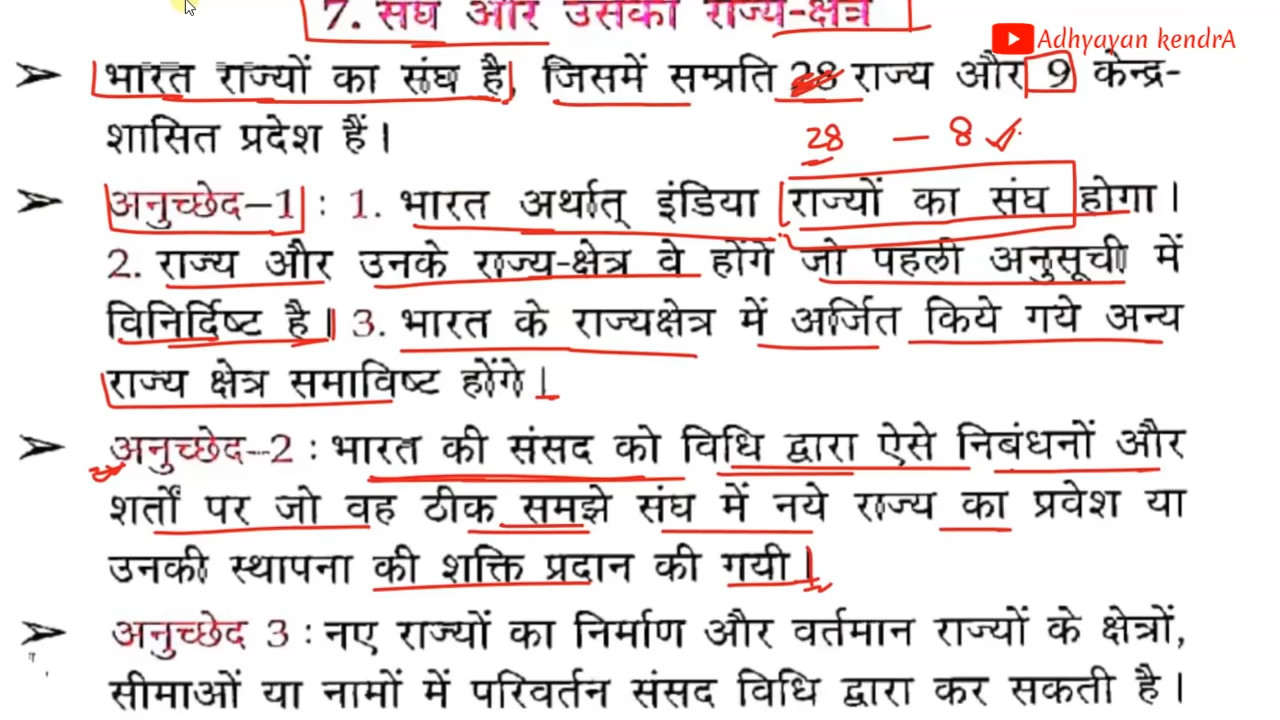 7. संघ और उसका राज्य-क्षेत्र
Adhyayan kendrA
भारत राज्यों का संघ है, जिसमें सम्प्रति 28 राज्य और 9 केन्द्र-
शासित प्रदेश हैं।
28 — 8 ✓
अनुच्छेद-1 : 1. भारत अर्थात् इंडिया राज्यों का संघ होगा।
2. राज्य और उनके राज्य-क्षेत्र वे होंगे जो पहली अनुसूची में
विनिर्दिष्ट है। 3. भारत के राज्यक्षेत्र में अर्जित किये गये अन्य
राज्य क्षेत्र समाविष्ट होंगे।
अनुच्छेद-2 : भारत की संसद को विधि द्वारा ऐसे निबंधनों और
शर्तों पर जो वह ठीक समझे संघ में नये राज्य का प्रवेश या
उनकी स्थापना की शक्ति प्रदान की गयी।
अनुच्छेद 3 : नए राज्यों का निर्माण और वर्तमान राज्यों के क्षेत्रों,
सीमाओं या नामों में परिवर्तन संसद विधि द्वारा कर सकती है।